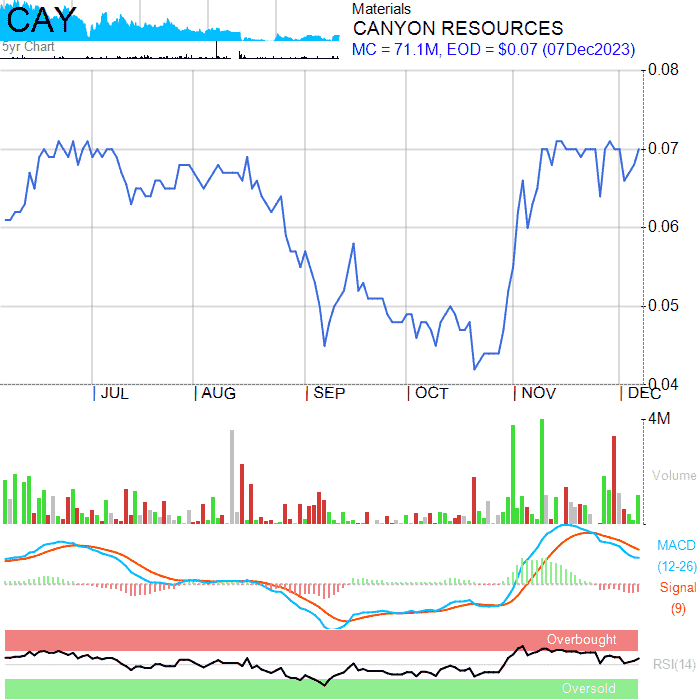 CAY
5yr Chart
Materials
CANYON RESOURCES
MC = 71.1M, EOD = $0.07 (07Dec2023)
0.08
0.07
0.06
0.05
0.04
JUL AUG SEP OCT NOV DEC
4M
Volume
MACD
(12-26)
Signal
(9)
Overbought
RSI(14)
Oversold